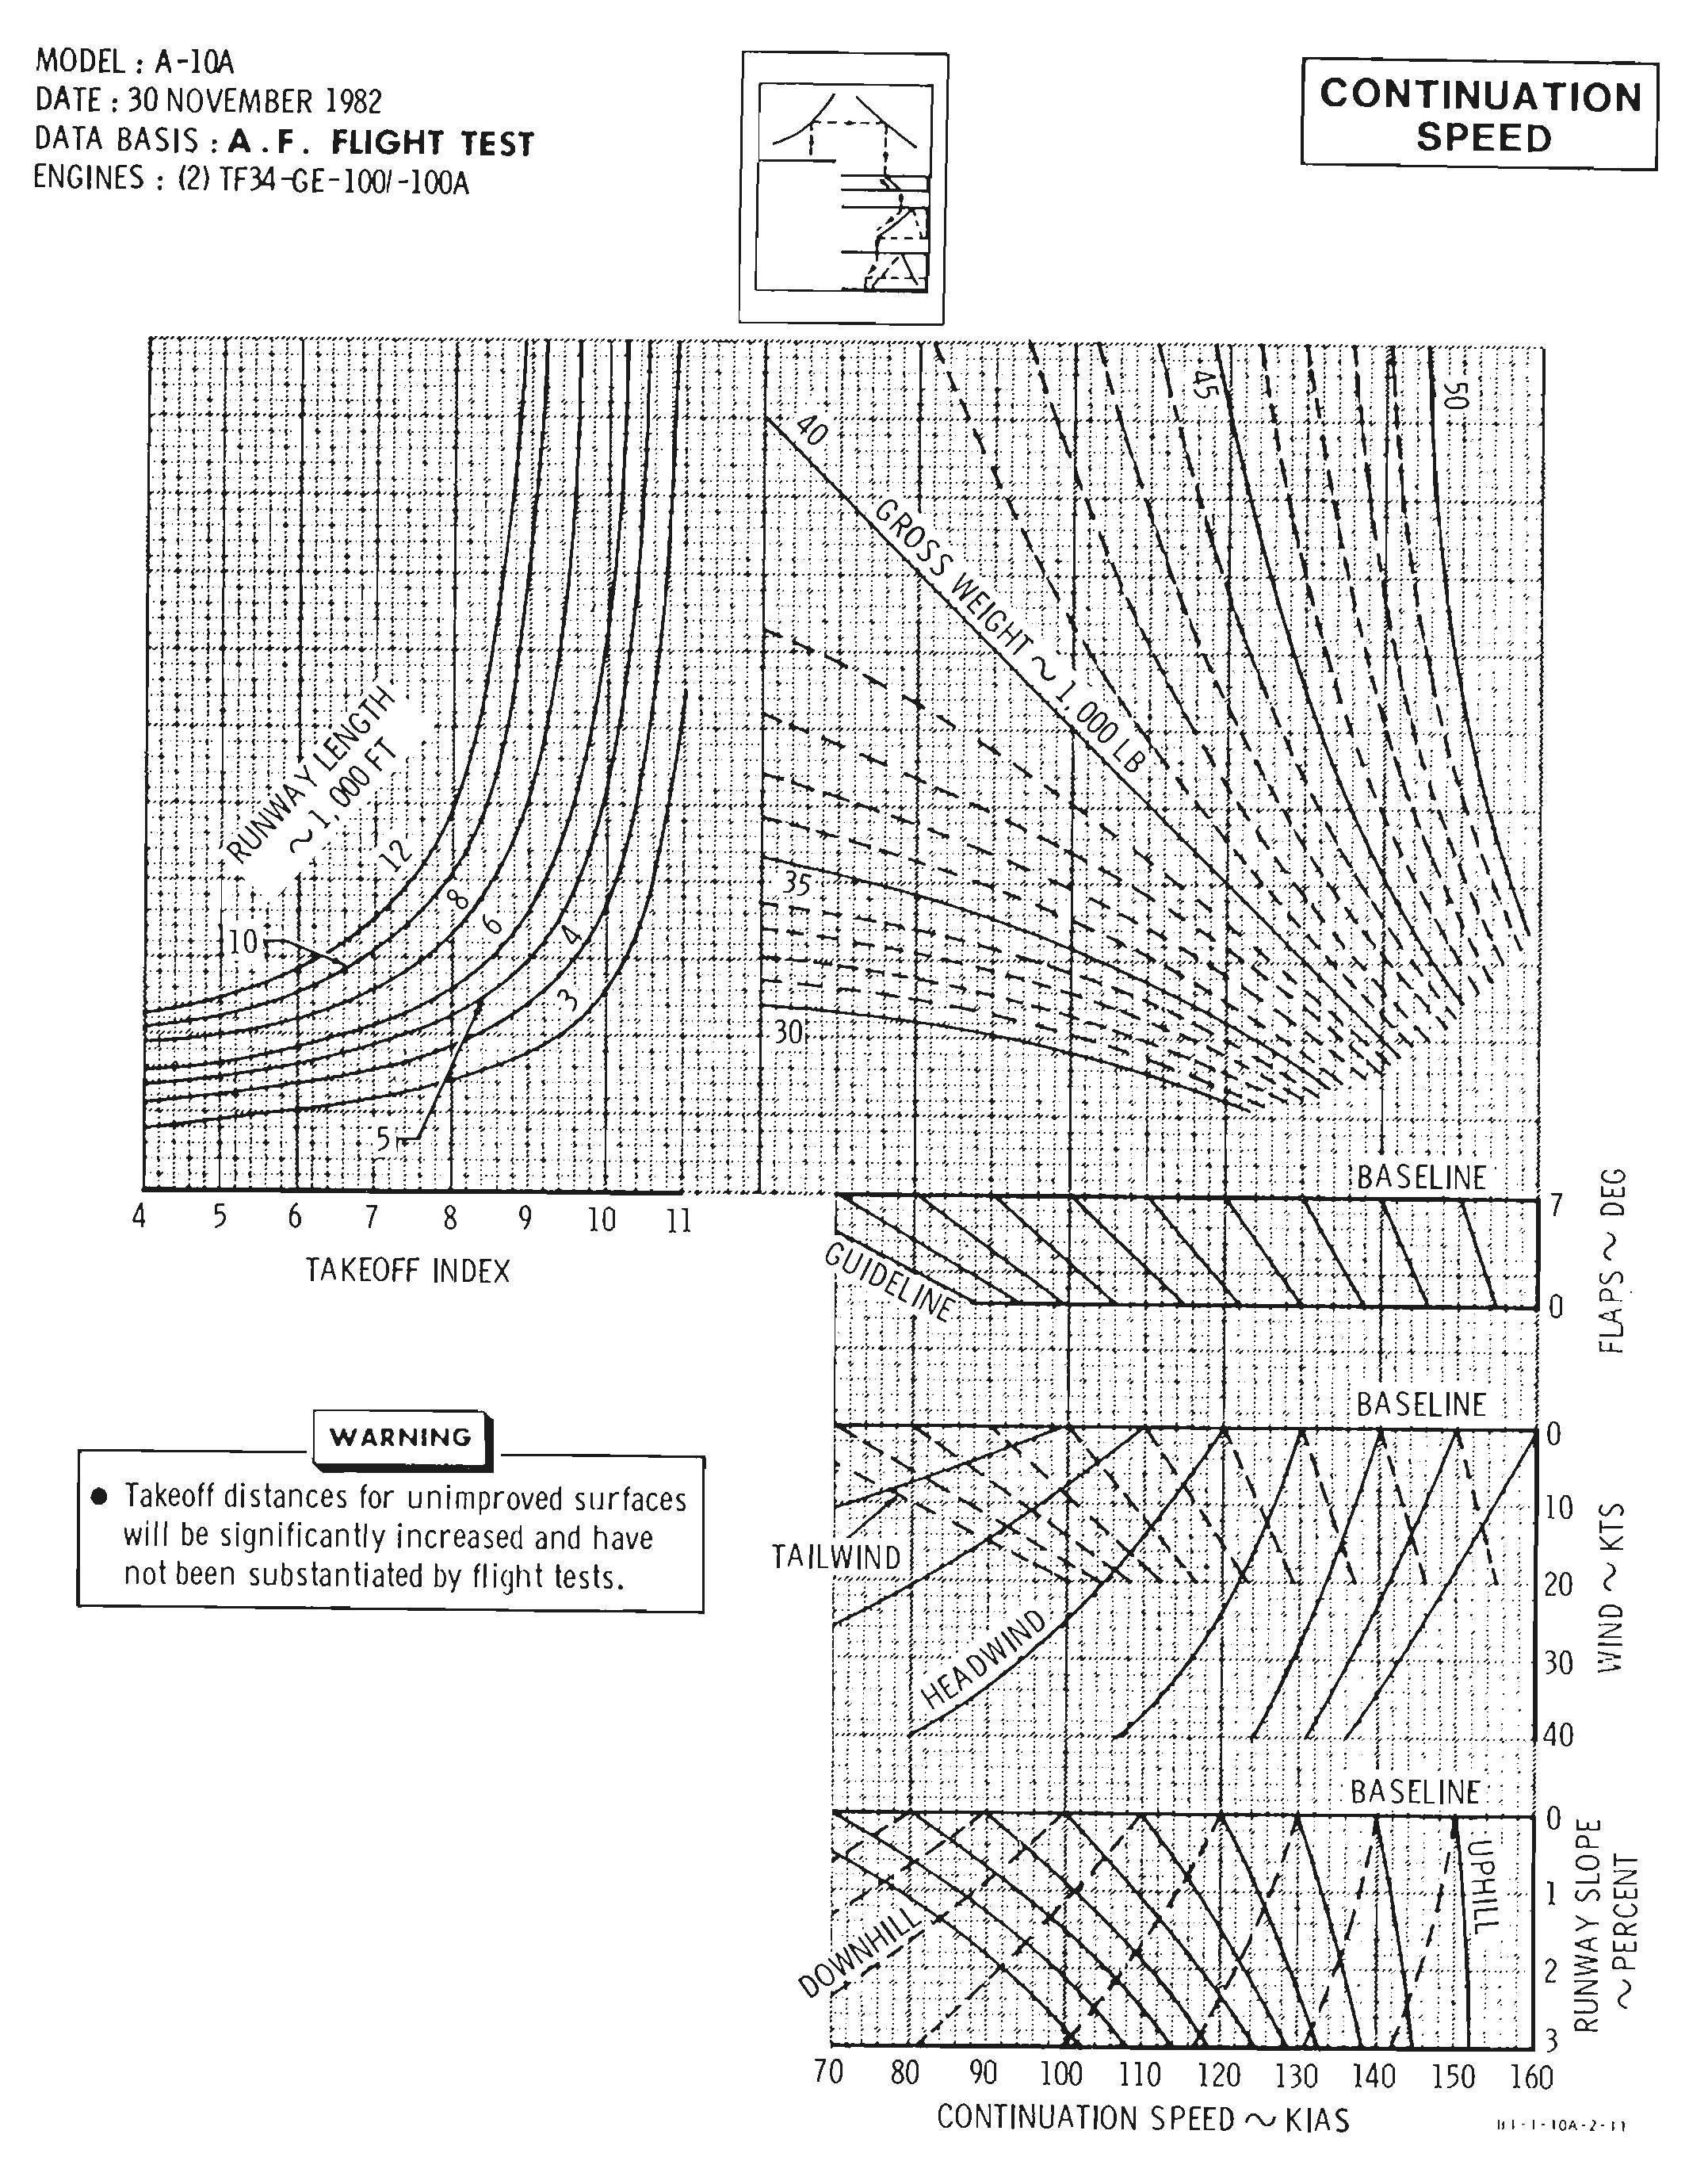 MODEL : A-10A
DATE : 30 NOVEMBER 1982
DATA BASIS : A.F. FLIGHT TEST
ENGINES : (2) TF34-GE-100/-100A
CONTINUATION
SPEED
40
45
50
GROSS WEIGHT ~ 1,000 LB
RUNWAY LENGTH
~ 1,000 FT
12
10
8
6
4
3
5
35
30
4 5 6 7 8 9 10 11
TAKEOFF INDEX
BASELINE
7
0
FLAPS ~ DEG
GUIDELINE
BASELINE
0
10
20
30
40
WIND ~ KTS
TAILWIND
HEADWIND
WARNING
● Takeoff distances for unimproved surfaces
will be significantly increased and have
not been substantiated by flight tests.
BASELINE
0
1
2
3
RUNWAY SLOPE
~ PERCENT
UPHILL
DOWNHILL
70 80 90 100 110 120 130 140 150 160
CONTINUATION SPEED ~ KIAS